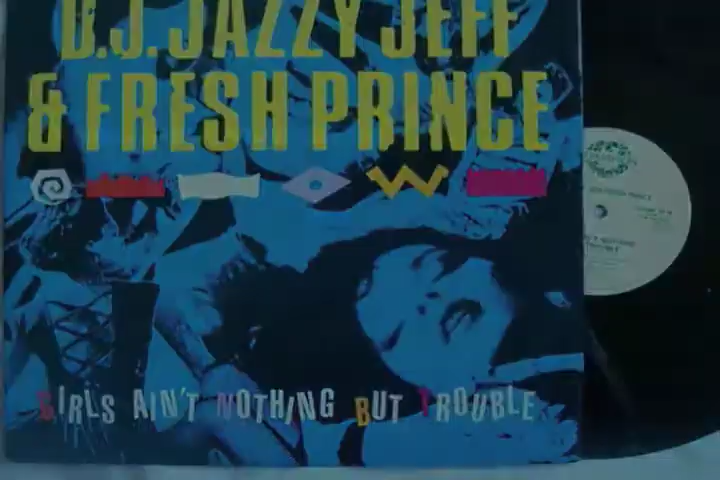 D.J. JAZZY JEFF
& FRESH PRINCE
GIRLS AIN'T NOTHING BUT TROUBLE